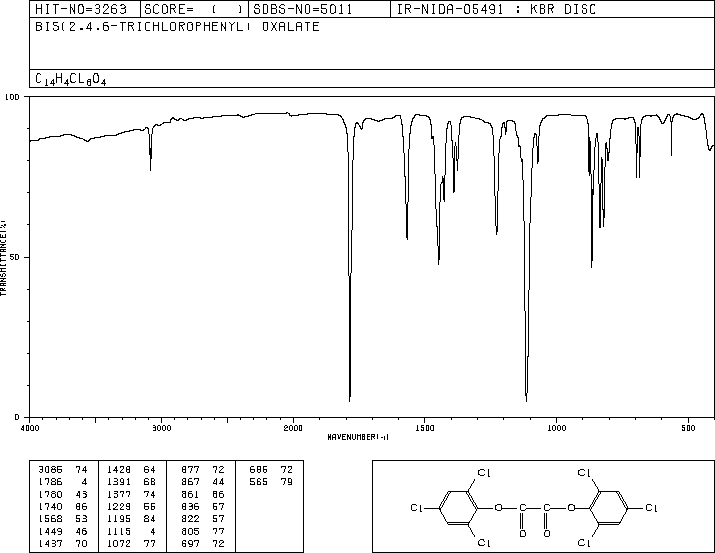 HIT-NO=3263 SCORE= ( ) SDBS-NO=5011 IR-NIDA-05491 : KBR DISC
BIS(2,4,6-TRICHLOROPHENYL) OXALATE
C14H4CL6O4
100
50
0
TRANSMITTANCE(%)
4000 3000 2000 1500 1000 500
WAVENUMBER(-1)
3086 74 1428 64 877 72 686 72
1786 4 1391 68 867 44 565 79
1780 43 1377 74 861 66
1740 86 1229 55 836 57
1568 53 1195 84 822 57
1449 46 1115 4 805 77
1437 70 1072 77 697 72
Cl Cl
Cl O C C O Cl
O O
Cl Cl